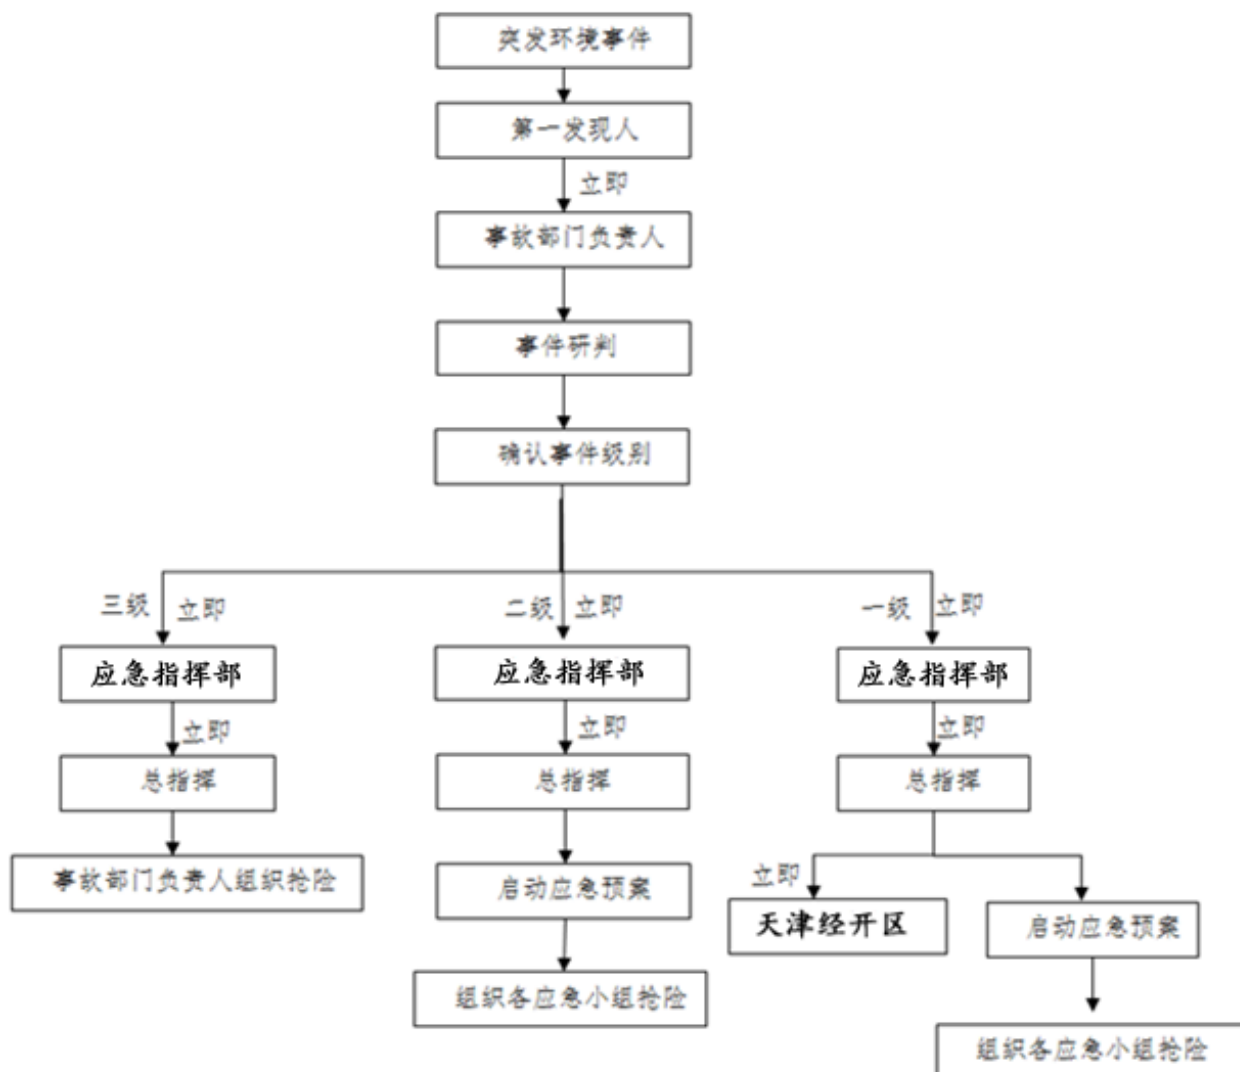 突发环境事件
第一发现人
立即
事故部门负责人
事件研判
确认事件级别
三级 立即
二级 立即
一级 立即
应急指挥部
应急指挥部
应急指挥部
立即
立即
立即
总指挥
总指挥
总指挥
事故部门负责人组织抢险
启动应急预案
立即
天津经开区
启动应急预案
组织各应急小组抢险
组织各应急小组抢险